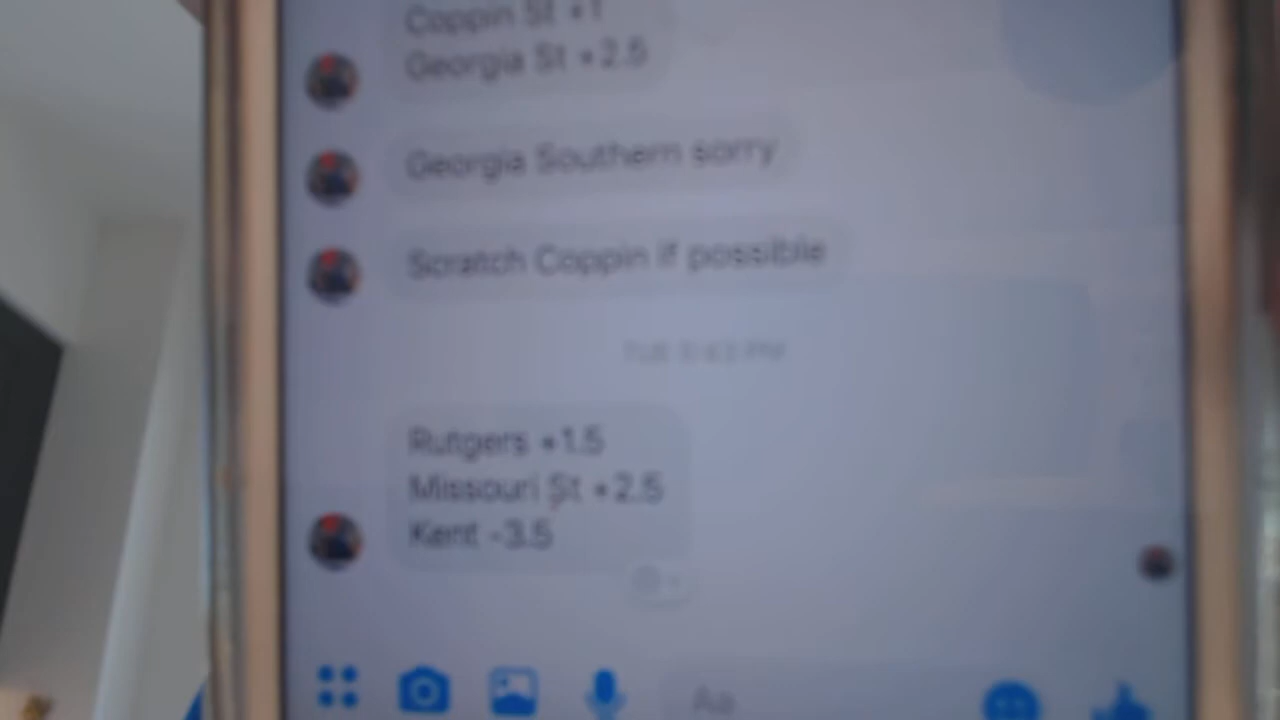 Coppin St +1
Georgia St +2.5
Georgia Southern sorry
Scratch Coppin if possible
Rutgers +1.5
Missouri St +2.5
Kent -3.5
Aa